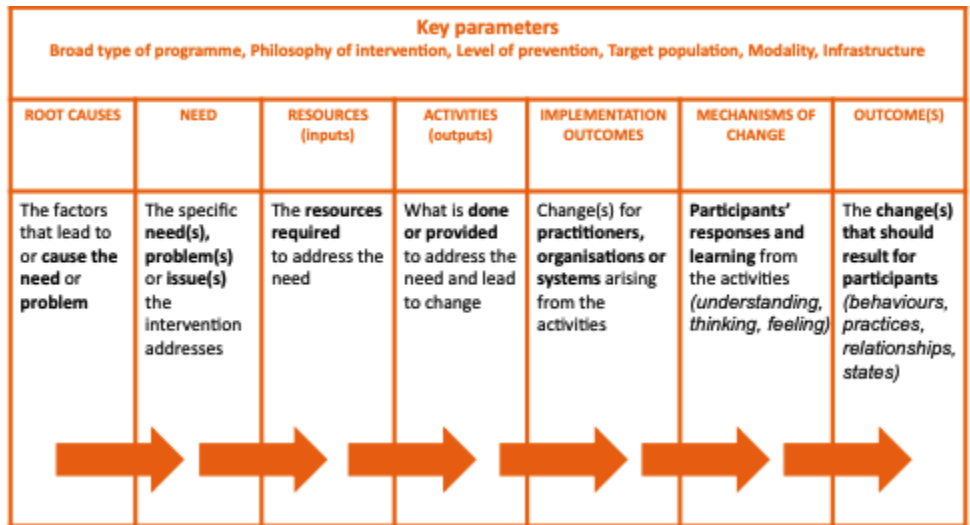 Key parameters
Broad type of programme, Philosophy of intervention, Level of prevention, Target population, Modality, Infrastructure
ROOT CAUSES
NEED
RESOURCES
(inputs)
ACTIVITIES
(outputs)
IMPLEMENTATION
OUTCOMES
MECHANISMS OF
CHANGE
OUTCOME(S)
The factors
that lead to
or cause the
need or
problem
The specific
need(s),
problem(s)
or issue(s)
the
intervention
addresses
The resources
required
to address the
need
What is done
or provided
to address the
need and lead
to change
Change(s) for
practitioners,
organisations or
systems arising
from the
activities
Participants'
responses and
learning from
the activities
(understanding,
thinking, feeling)
The change(s)
that should
result for
participants
(behaviours,
practices,
relationships,
states)